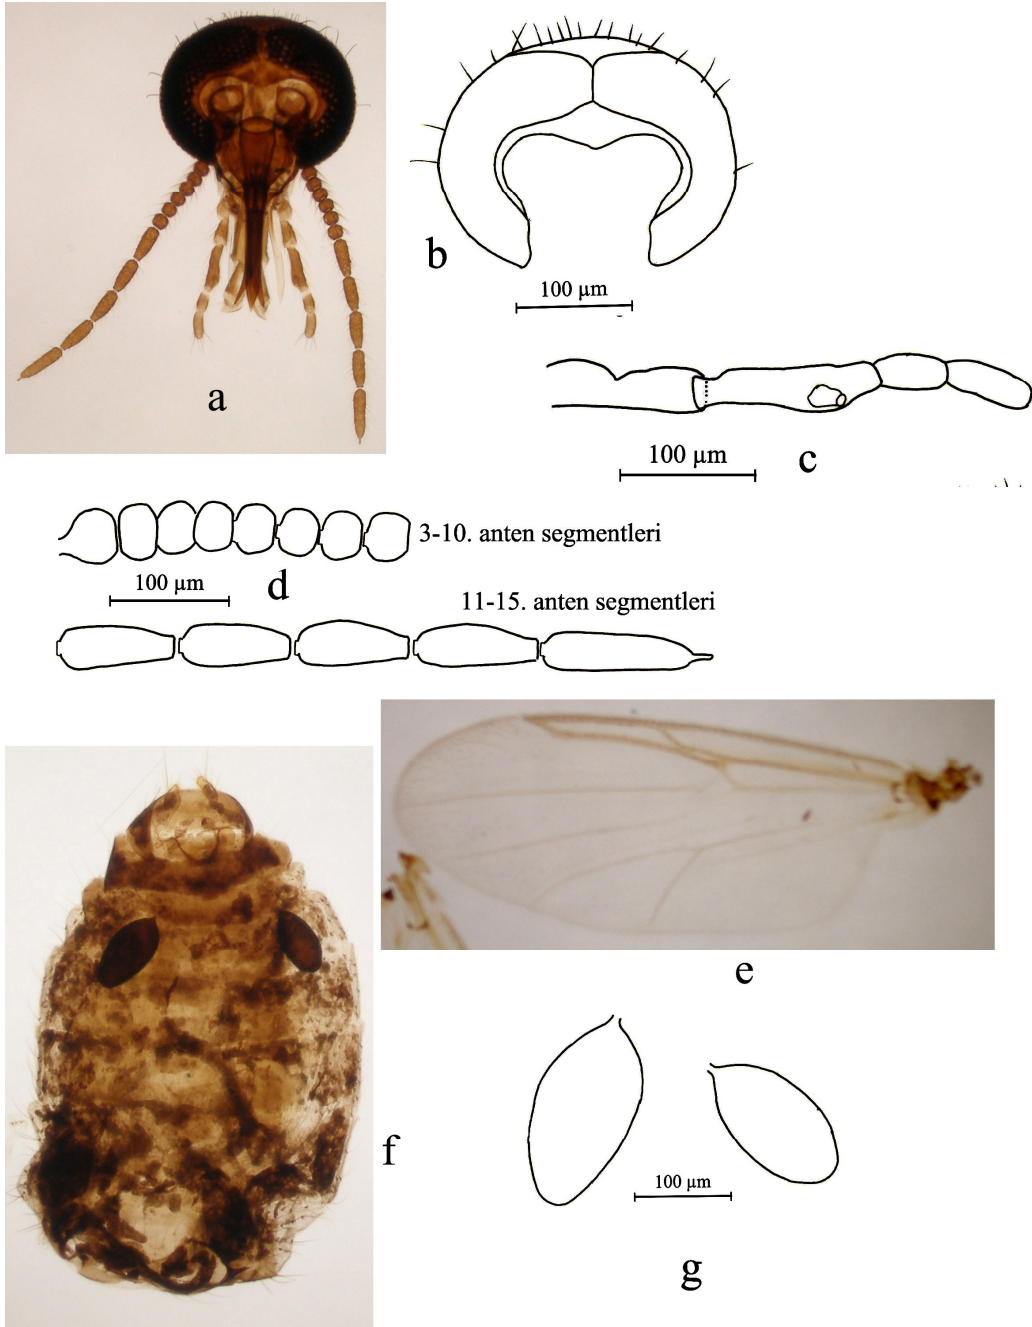 a
b
100 µm
100 µm
c
3-10. anten segmentleri
100 µm
d
11-15. anten segmentleri
e
f
100 µm
g